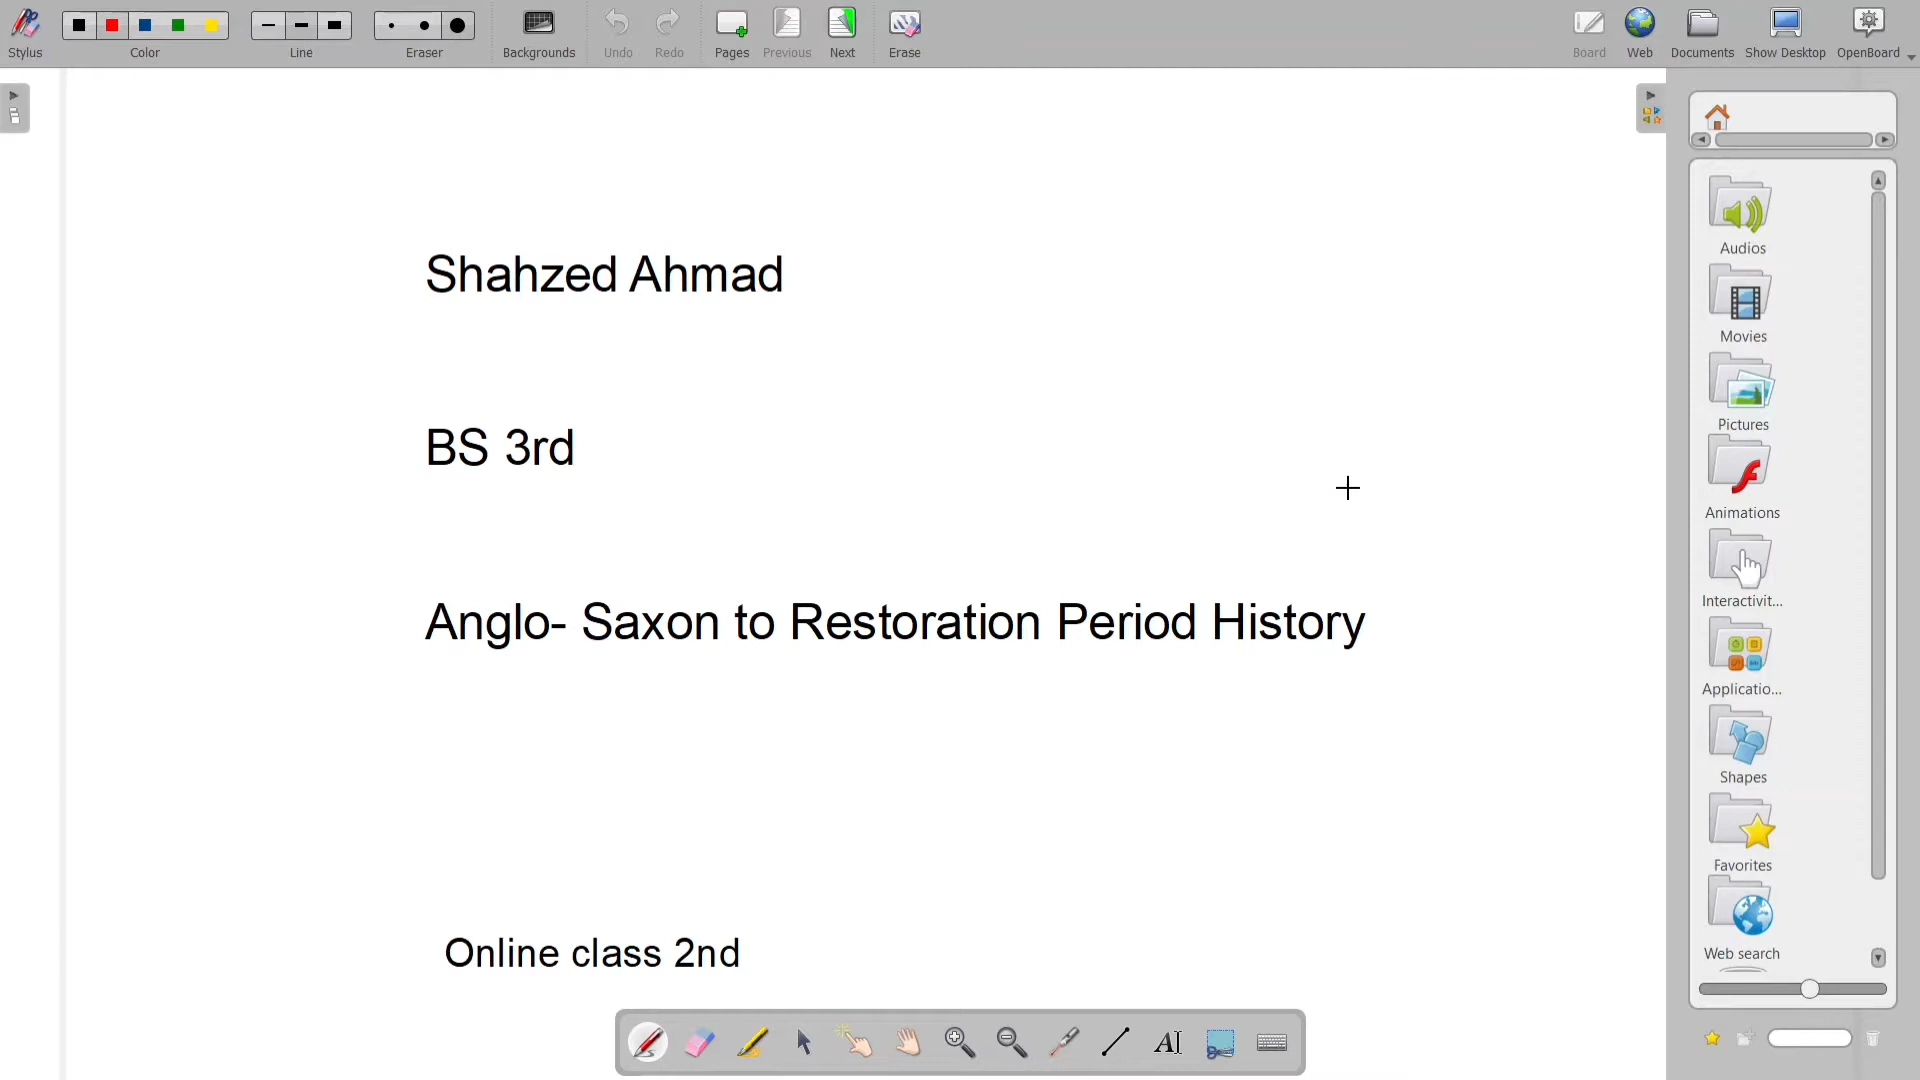 Stylus Color Line Eraser Backgrounds Undo Redo Pages Previous Next Erase Board Web Documents Show Desktop OpenBoard
Shahzed Ahmad
BS 3rd
Anglo- Saxon to Restoration Period History
Online class 2nd
Audios
Movies
Pictures
Animations
Interactivit...
Applicatio...
Shapes
Favorites
Web search